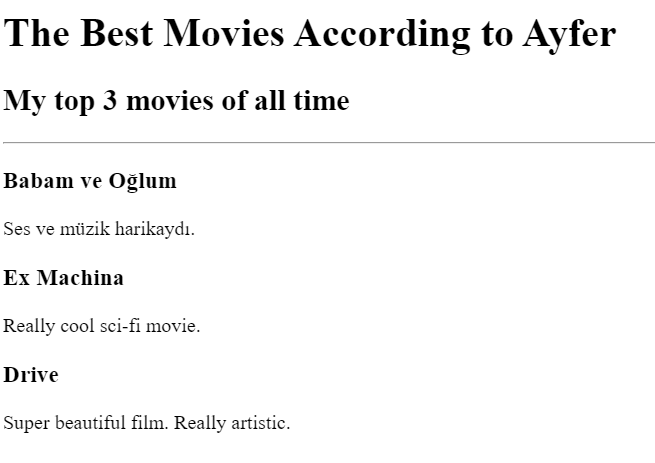 The Best Movies According to Ayfer
My top 3 movies of all time
Babam ve Oğlum
Ses ve müzik harikaydı.
Ex Machina
Really cool sci-fi movie.
Drive
Super beautiful film. Really artistic.